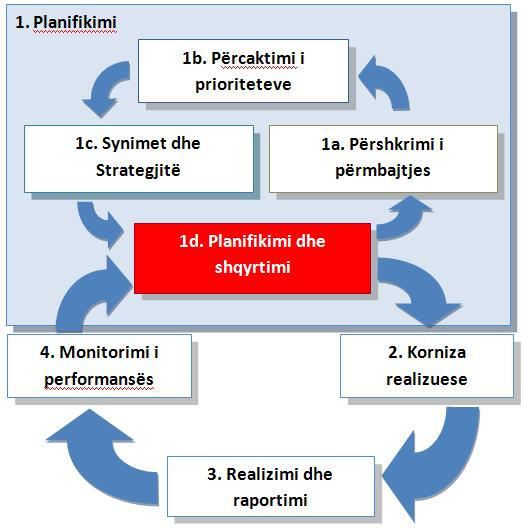 1. Planifikimi
1b. Përcaktimi i
prioriteteve
1c. Synimet dhe
Strategjitë
1a. Përshkrimi i
përmbajtjes
1d. Planifikimi dhe
shqyrtimi
4. Monitorimi i
performansës
2. Korniza
realizuese
3. Realizimi dhe
raportimi